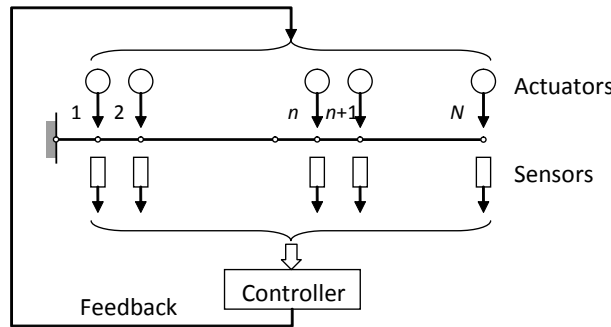 Actuators
1 2 n n+1 N
Sensors
Controller
Feedback